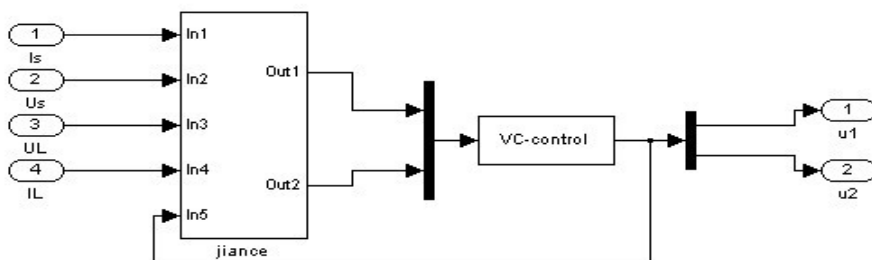 1
Is
2
Us
3
UL
4
IL
In1
In2
In3
In4
In5
Out1
Out2
jiance
VC-control
1
u1
2
u2